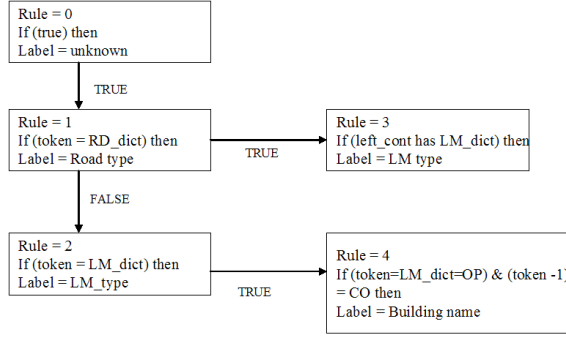 Rule = 0
If (true) then
Label = unknown
TRUE
Rule = 1
If (token = RD_dict) then
Label = Road type
TRUE
Rule = 3
If (left_cont has LM_dict) then
Label = LM type
FALSE
Rule = 2
If (token = LM_dict) then
Label = LM_type
TRUE
Rule = 4
If (token=LM_dict=OP) & (token -1)
= CO then
Label = Building name